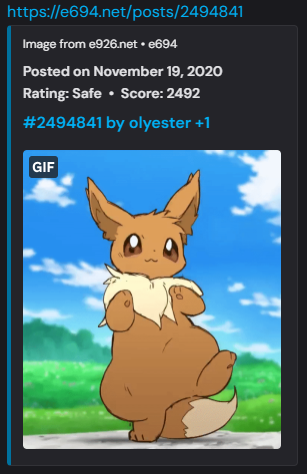 https://e694.net/posts/2494841
Image from e926.net • e694
Posted on November 19, 2020
Rating: Safe • Score: 2492
#2494841 by olyester +1
GIF